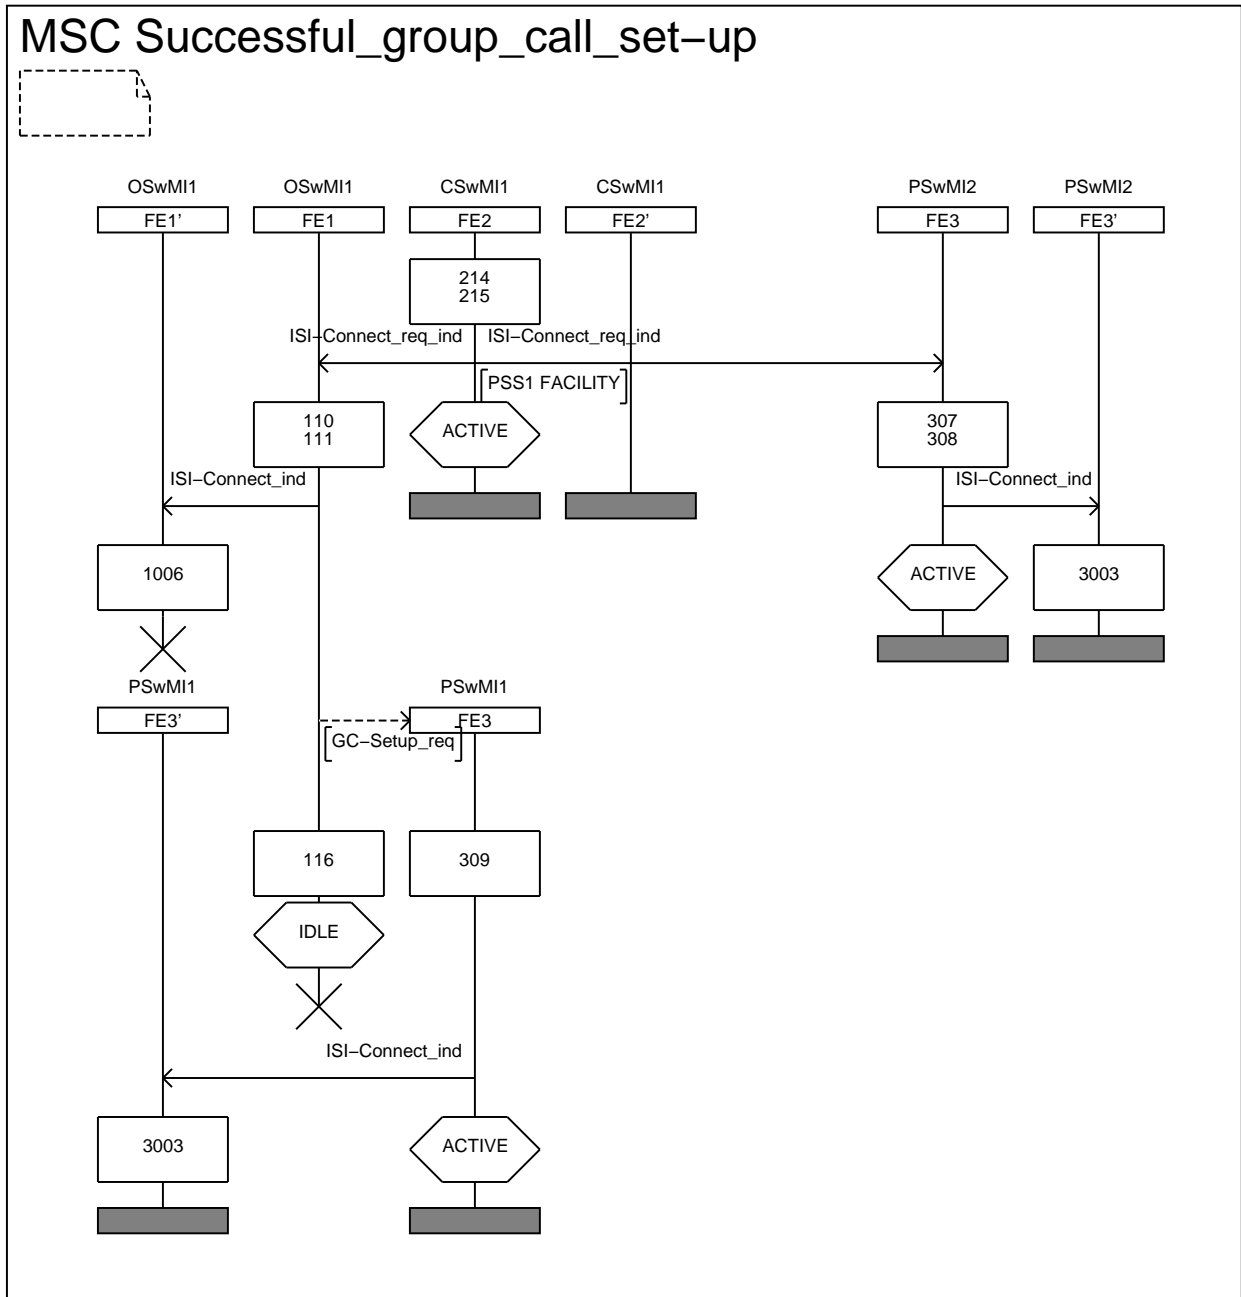 MSC Successful_group_call_set−up
OSwMI1 OSwMI1 CSwMI1 CSwMI1 PSwMI2 PSwMI2
FE1’ FE1 FE2 FE2’ FE3 FE3’
214
215
ISI−Connect_req_ind ISI−Connect_req_ind
PSS1 FACILITY
110
111
ACTIVE
307
308
ISI−Connect_ind ISI−Connect_ind
1006 ACTIVE 3003
PSwMI1 PSwMI1
FE3’ FE3
GC−Setup_req
116 309
IDLE
ISI−Connect_ind
3003 ACTIVE